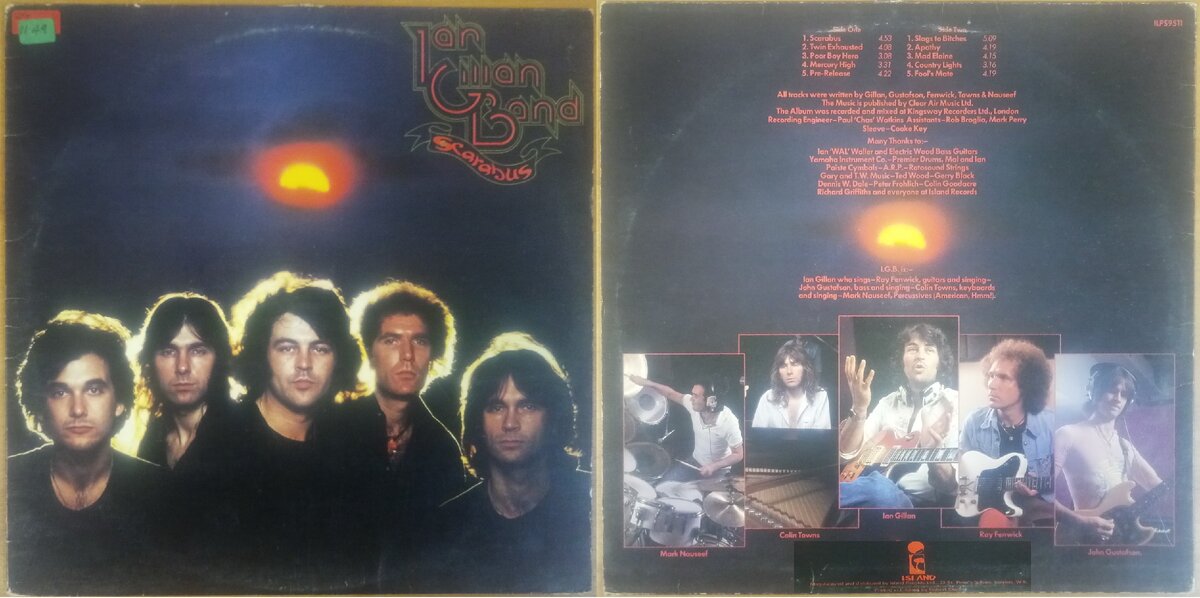 11.49
Ian
Gillan
Band
Scarabus
ILPS9511
Side One
1. Scarabus 4.53
2. Twin Exhausted 4.08
3. Poor Boy Hero 3.08
4. Mercury High 3.31
5. Pre-Release 4.22
Side Two
1. Slags to Bitches 5.09
2. Apathy 4.19
3. Mad Elaine 4.15
4. Country Lights 3.16
5. Fool's Mate 4.19
All tracks were written by Gillan, Gustafson, Fenwick, Towns & Nauseef
The Music is published by Clear Air Music Ltd.
The Album was recorded and mixed at Kingsway Recorders Ltd., London
Recording Engineer–Paul 'Chas' Watkins Assistants–Rob Broglia, Mark Perry
Sleeve–Cooke Key
Many Thanks to:–
Ian 'WAL' Waller and Electric Wood Bass Guitars
Yamaha Instrument Co.–Premier Drums, Mal and Ian
Paiste Cymbals–A.R.P.–Rotosound Strings
Gary and T.W. Music–Ted Wood–Gerry Black
Dennis W. Dale–Peter Frohlich–Colin Goodacre
Richard Griffiths and everyone at Island Records
I.G.B. is:–
Ian Gillan who sings–Ray Fenwick, guitars and singing–
John Gustafson, bass and singing–Colin Towns, keyboards
and singing–Mark Nauseef, Percussives (American, Hmm!).
Mark Nauseef
Colin Towns
Ian Gillan
Ray Fenwick
John Gustafson,
ISLAND